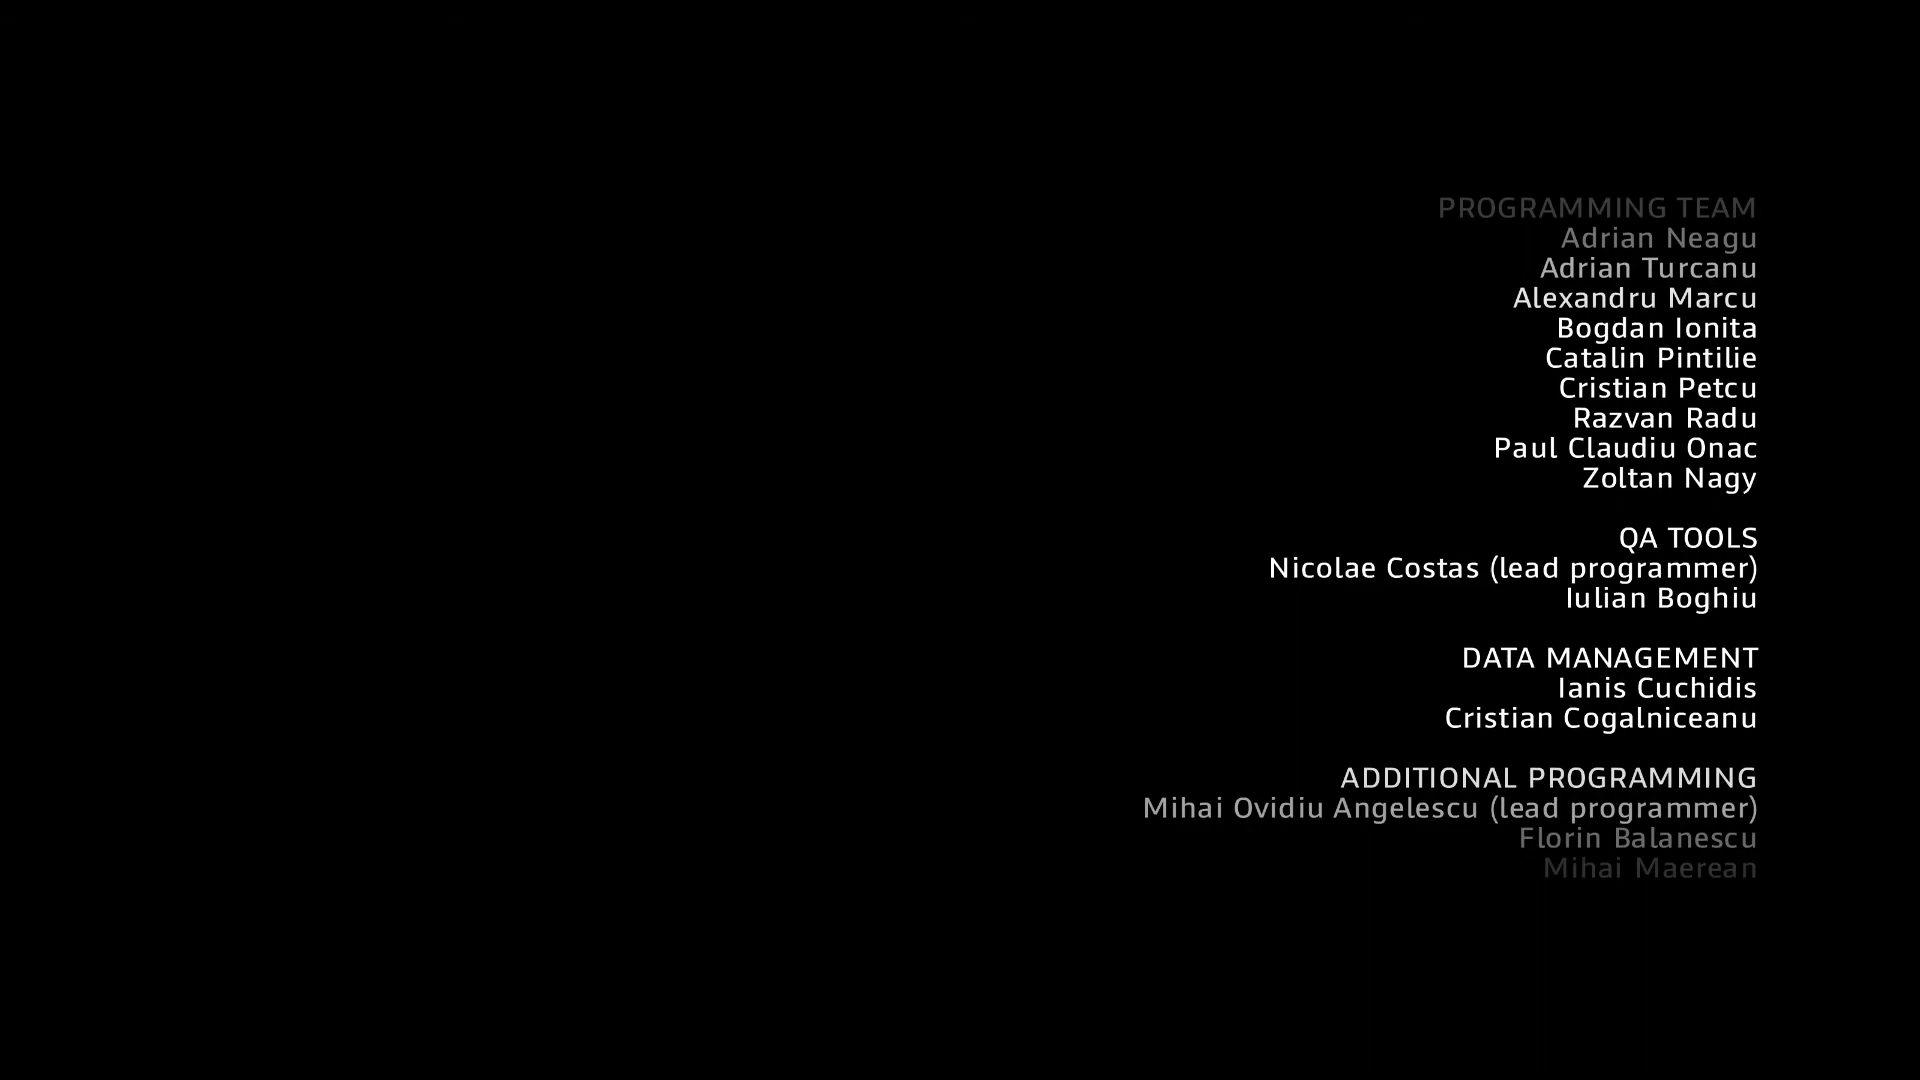 PROGRAMMING TEAM
Adrian Neagu
Adrian Turcanu
Alexandru Marcu
Bogdan Ionita
Catalin Pintilie
Cristian Petcu
Razvan Radu
Paul Claudiu Onac
Zoltan Nagy
QA TOOLS
Nicolae Costas (lead programmer)
Iulian Boghiu
DATA MANAGEMENT
Ianis Cuchidis
Cristian Cogalniceanu
ADDITIONAL PROGRAMMING
Mihai Ovidiu Angelescu (lead programmer)
Florin Balanescu
Mihai Maerean